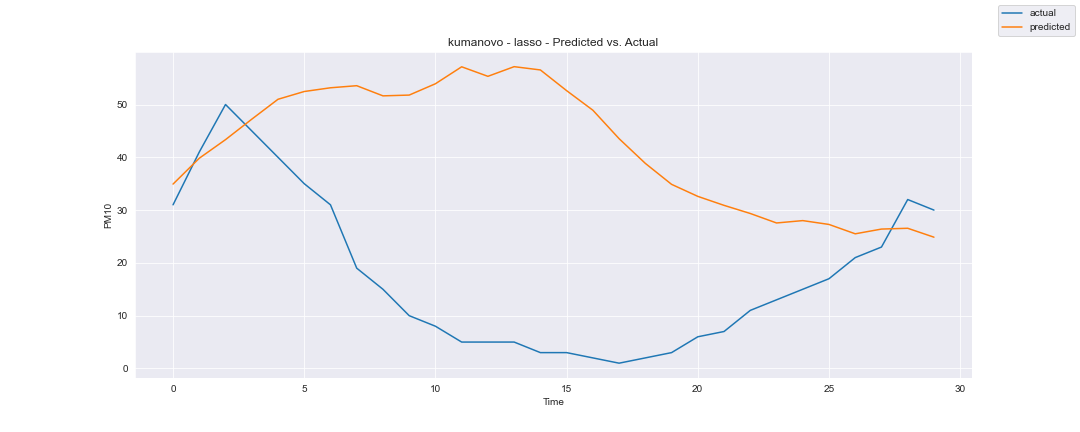 actual
predicted
kumanovo - lasso - Predicted vs. Actual
PM10
50
40
30
20
10
0
0 5 10 15 20 25 30
Time